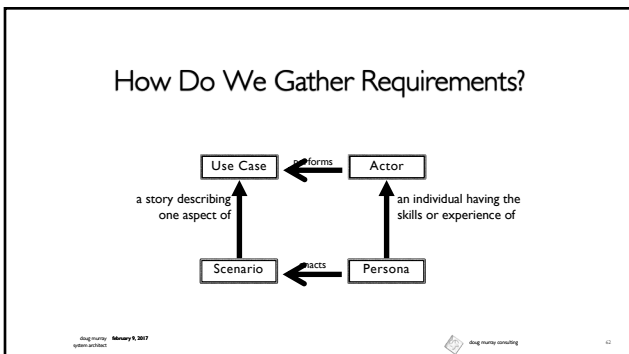 How Do We Gather Requirements?
Use Case
Actor
a story describing
one aspect of
an individual having the
skills or experience of
Scenario
Persona
doug murray february 9, 2017
system architect
doug murray consulting
62